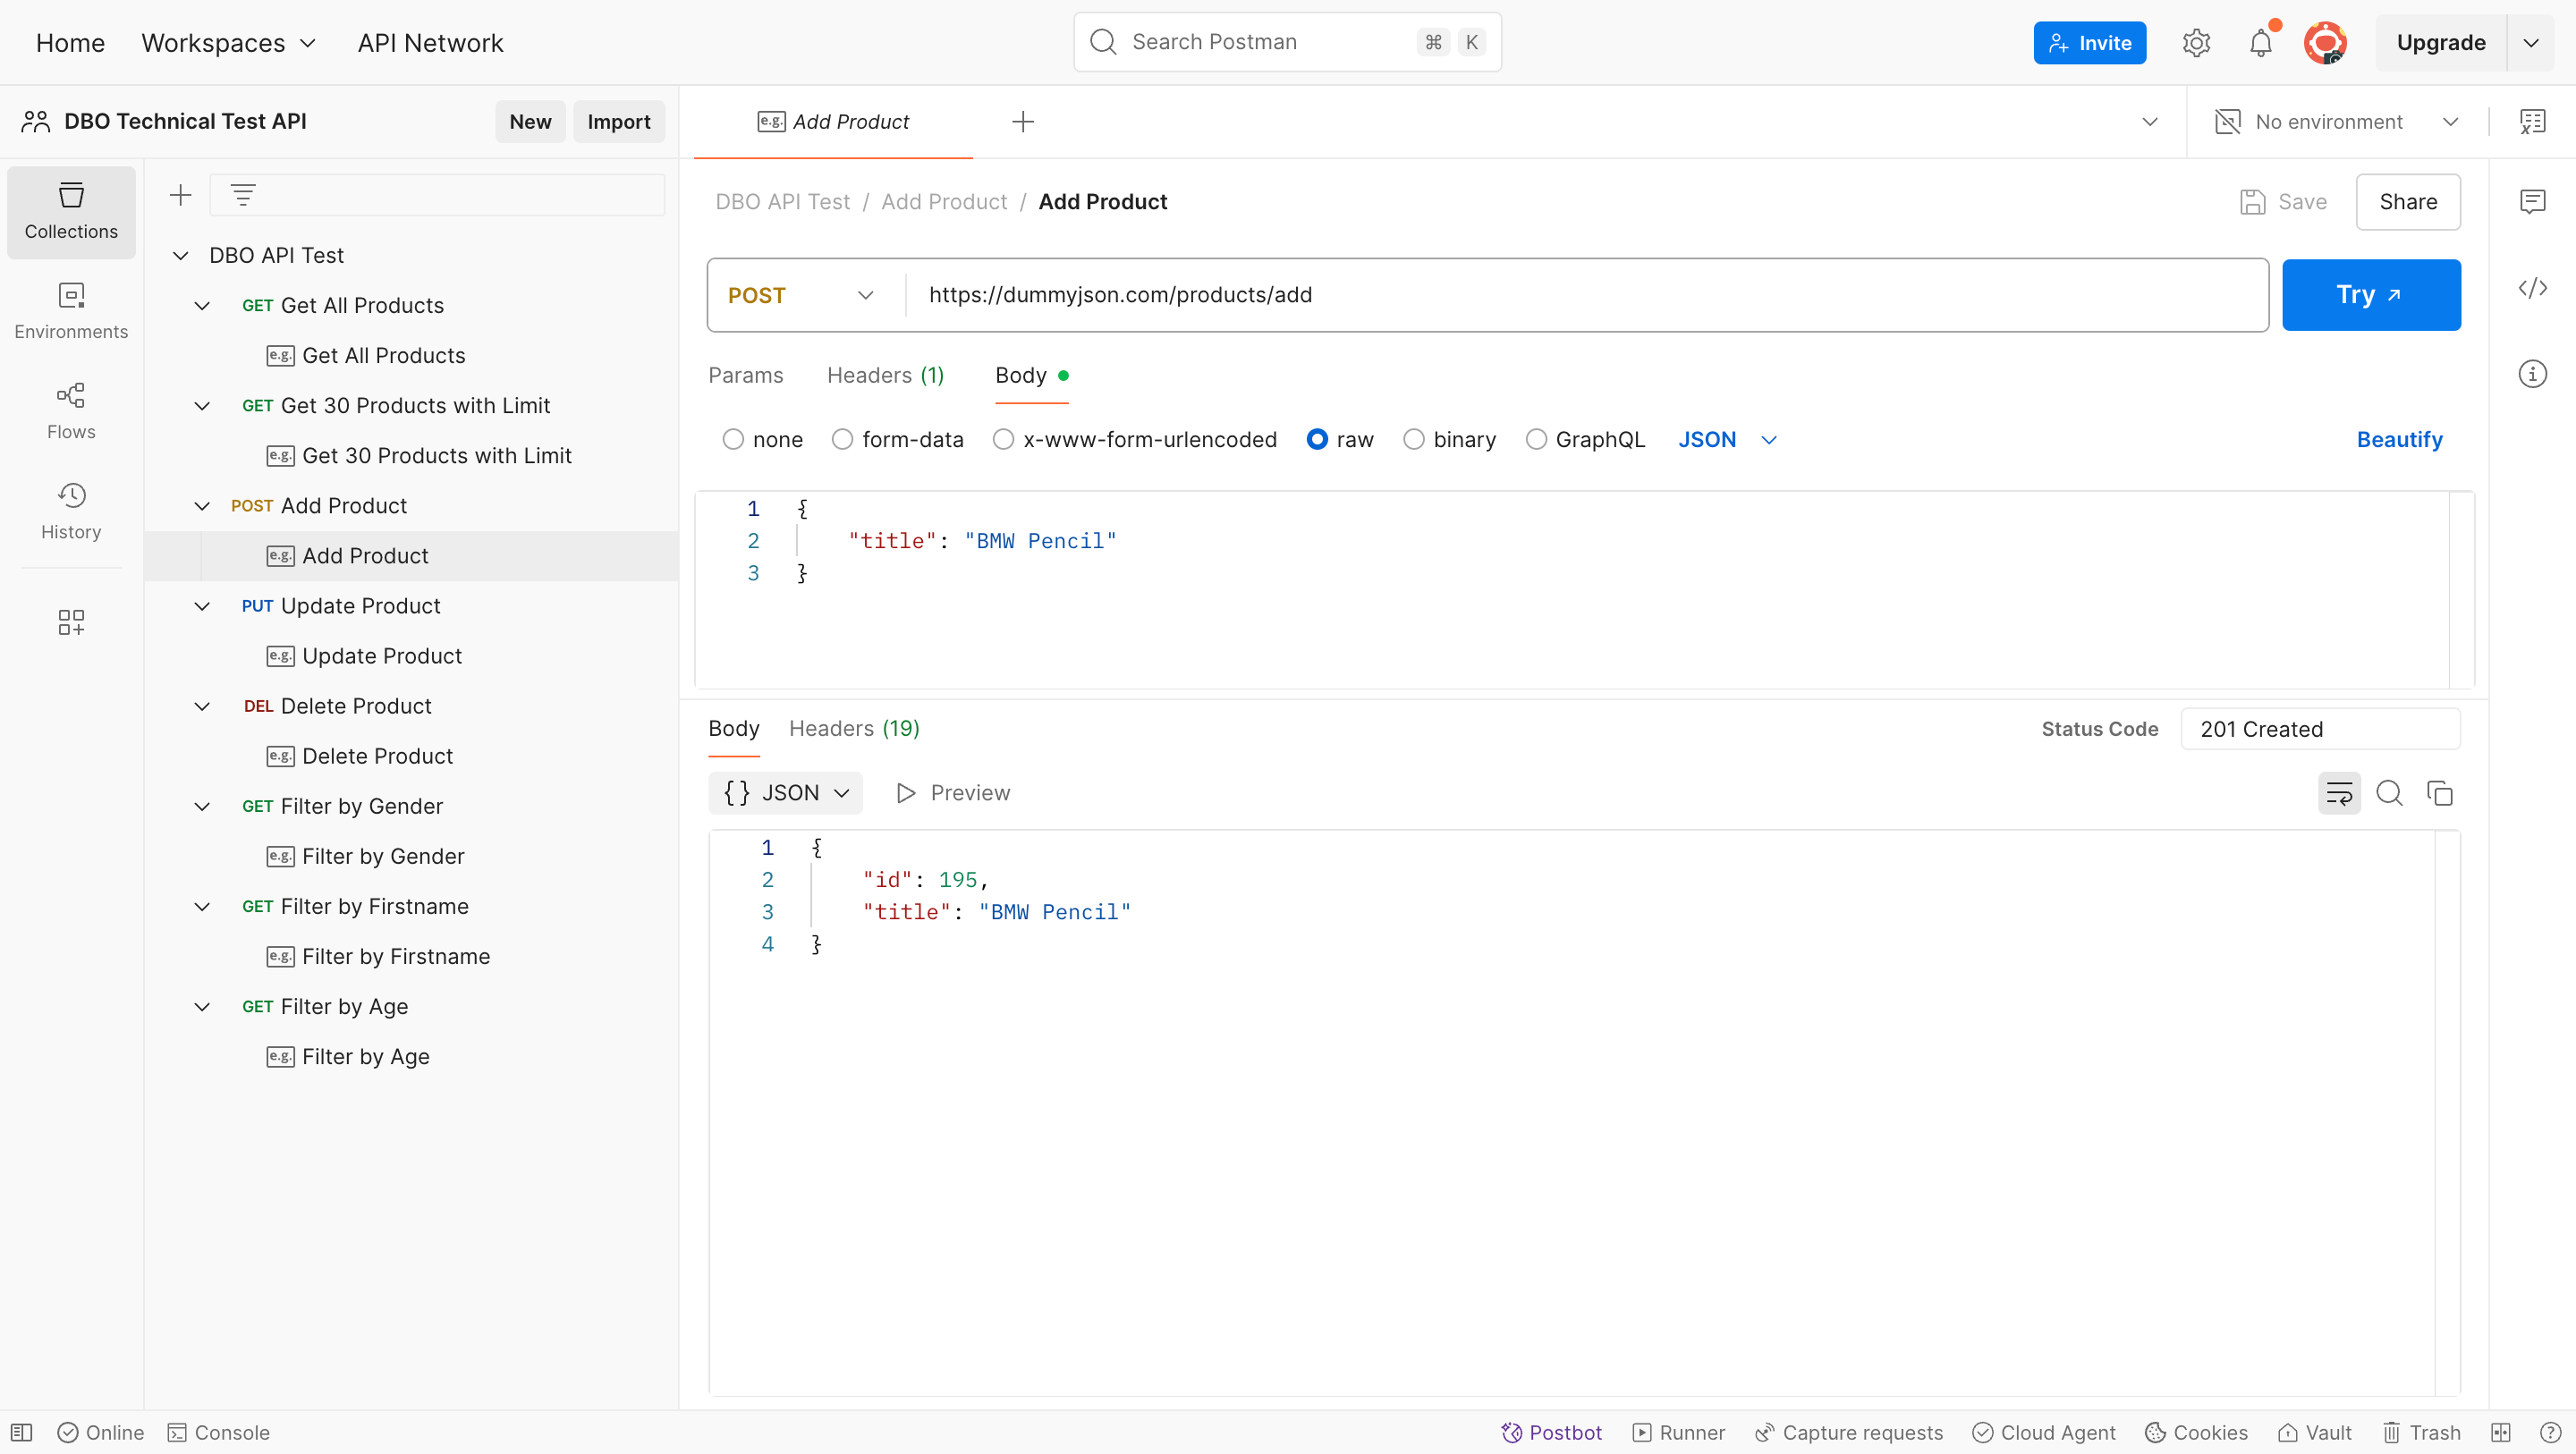 Home Workspaces API Network Search Postman ⌘ K Invite Upgrade
DBO Technical Test API New Import e.g. Add Product No environment
Collections
Environments
Flows
History
DBO API Test
GET Get All Products
e.g. Get All Products
GET Get 30 Products with Limit
e.g. Get 30 Products with Limit
POST Add Product
e.g. Add Product
PUT Update Product
e.g. Update Product
DEL Delete Product
e.g. Delete Product
GET Filter by Gender
e.g. Filter by Gender
GET Filter by Firstname
e.g. Filter by Firstname
GET Filter by Age
e.g. Filter by Age
DBO API Test / Add Product / Add Product Save Share
POST https://dummyjson.com/products/add Try
Params Headers (1) Body
none form-data x-www-form-urlencoded raw binary GraphQL JSON Beautify
1 {
2 "title": "BMW Pencil"
3 }
Body Headers (19) Status Code 201 Created
{} JSON Preview
1 {
2 "id": 195,
3 "title": "BMW Pencil"
4 }
Online Console Postbot Runner Capture requests Cloud Agent Cookies Vault Trash